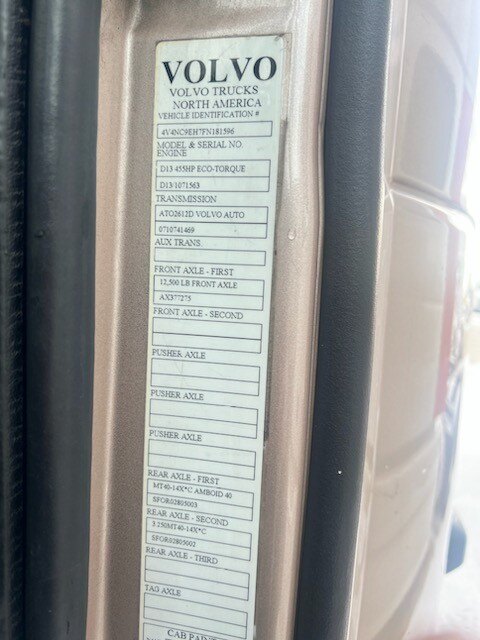 VOLVO
VOLVO TRUCKS
NORTH AMERICA
VEHICLE IDENTIFICATION #
4V4NC9EH7FN181596
MODEL & SERIAL NO.
ENGINE
D13 455HP ECO-TORQUE
D13/1071563
TRANSMISSION
ATO2612D VOLVO AUTO
0710741469
AUX TRANS.
FRONT AXLE - FIRST
12,500 LB FRONT AXLE
AX377275
FRONT AXLE - SECOND
PUSHER AXLE
PUSHER AXLE
PUSHER AXLE
REAR AXLE - FIRST
MT40-14X*C AMBOID 40
SFOR02805003
REAR AXLE - SECOND
3.250MT40-14X*C
SFOR02805002
REAR AXLE - THIRD
TAG AXLE
CAB PAINT